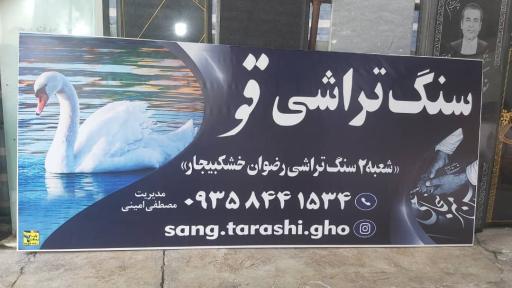 سنگ تراشی قو
«شعبه۲ سنگ تراشی رضوان خشکبیجار»
مدیریت
مصطفی امینی
۰۹۳۵ ۸۴۴ ۱۵۳۴
sang.tarashi.gho